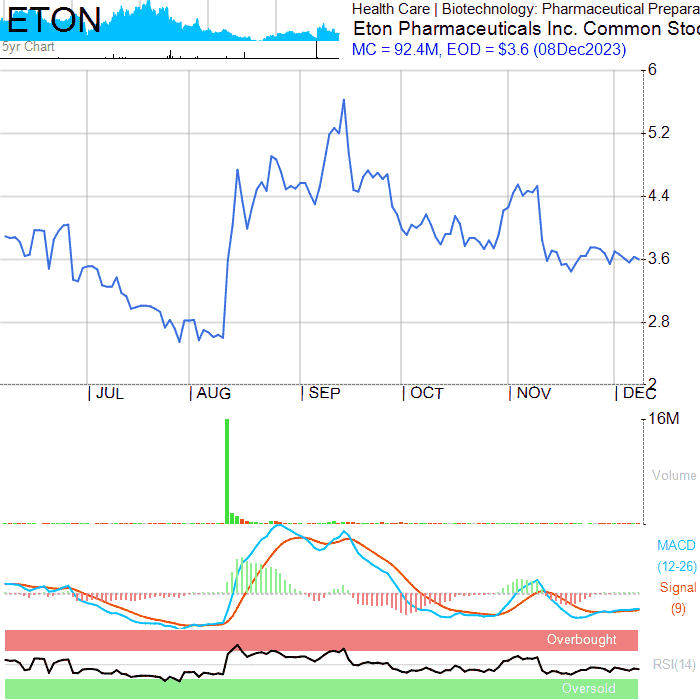 ETON
5yr Chart
Health Care | Biotechnology: Pharmaceutical Prepara
Eton Pharmaceuticals Inc. Common Stoc
MC = 92.4M, EOD = $3.6 (08Dec2023)
6
5.2
4.4
3.6
2.8
2
JUL AUG SEP OCT NOV DEC
16M
Volume
MACD
(12-26)
Signal
(9)
Overbought
RSI(14)
Oversold